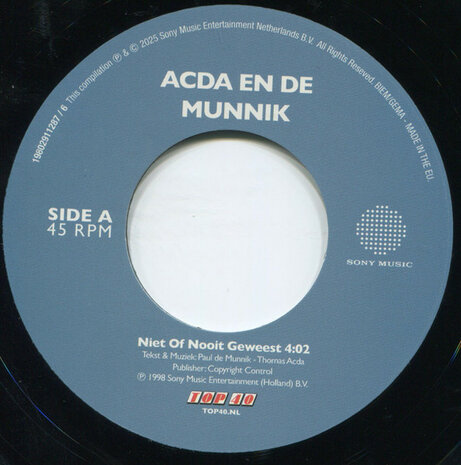 19802911287 / 6 This compilation ℗ & © 2025 Sony Music Entertainment Netherlands B.V. All Rights Reserved. BIEM/GEMA - MADE IN THE EU.
ACDA EN DE
MUNNIK
SIDE A
45 RPM
SONY MUSIC
Niet Of Nooit Geweest 4:02
Tekst & Muziek: Paul de Munnik - Thomas Acda
Publisher: Copyright Control
℗ 1998 Sony Music Entertainment (Holland) B.V.
TOP 40
TOP40.NL